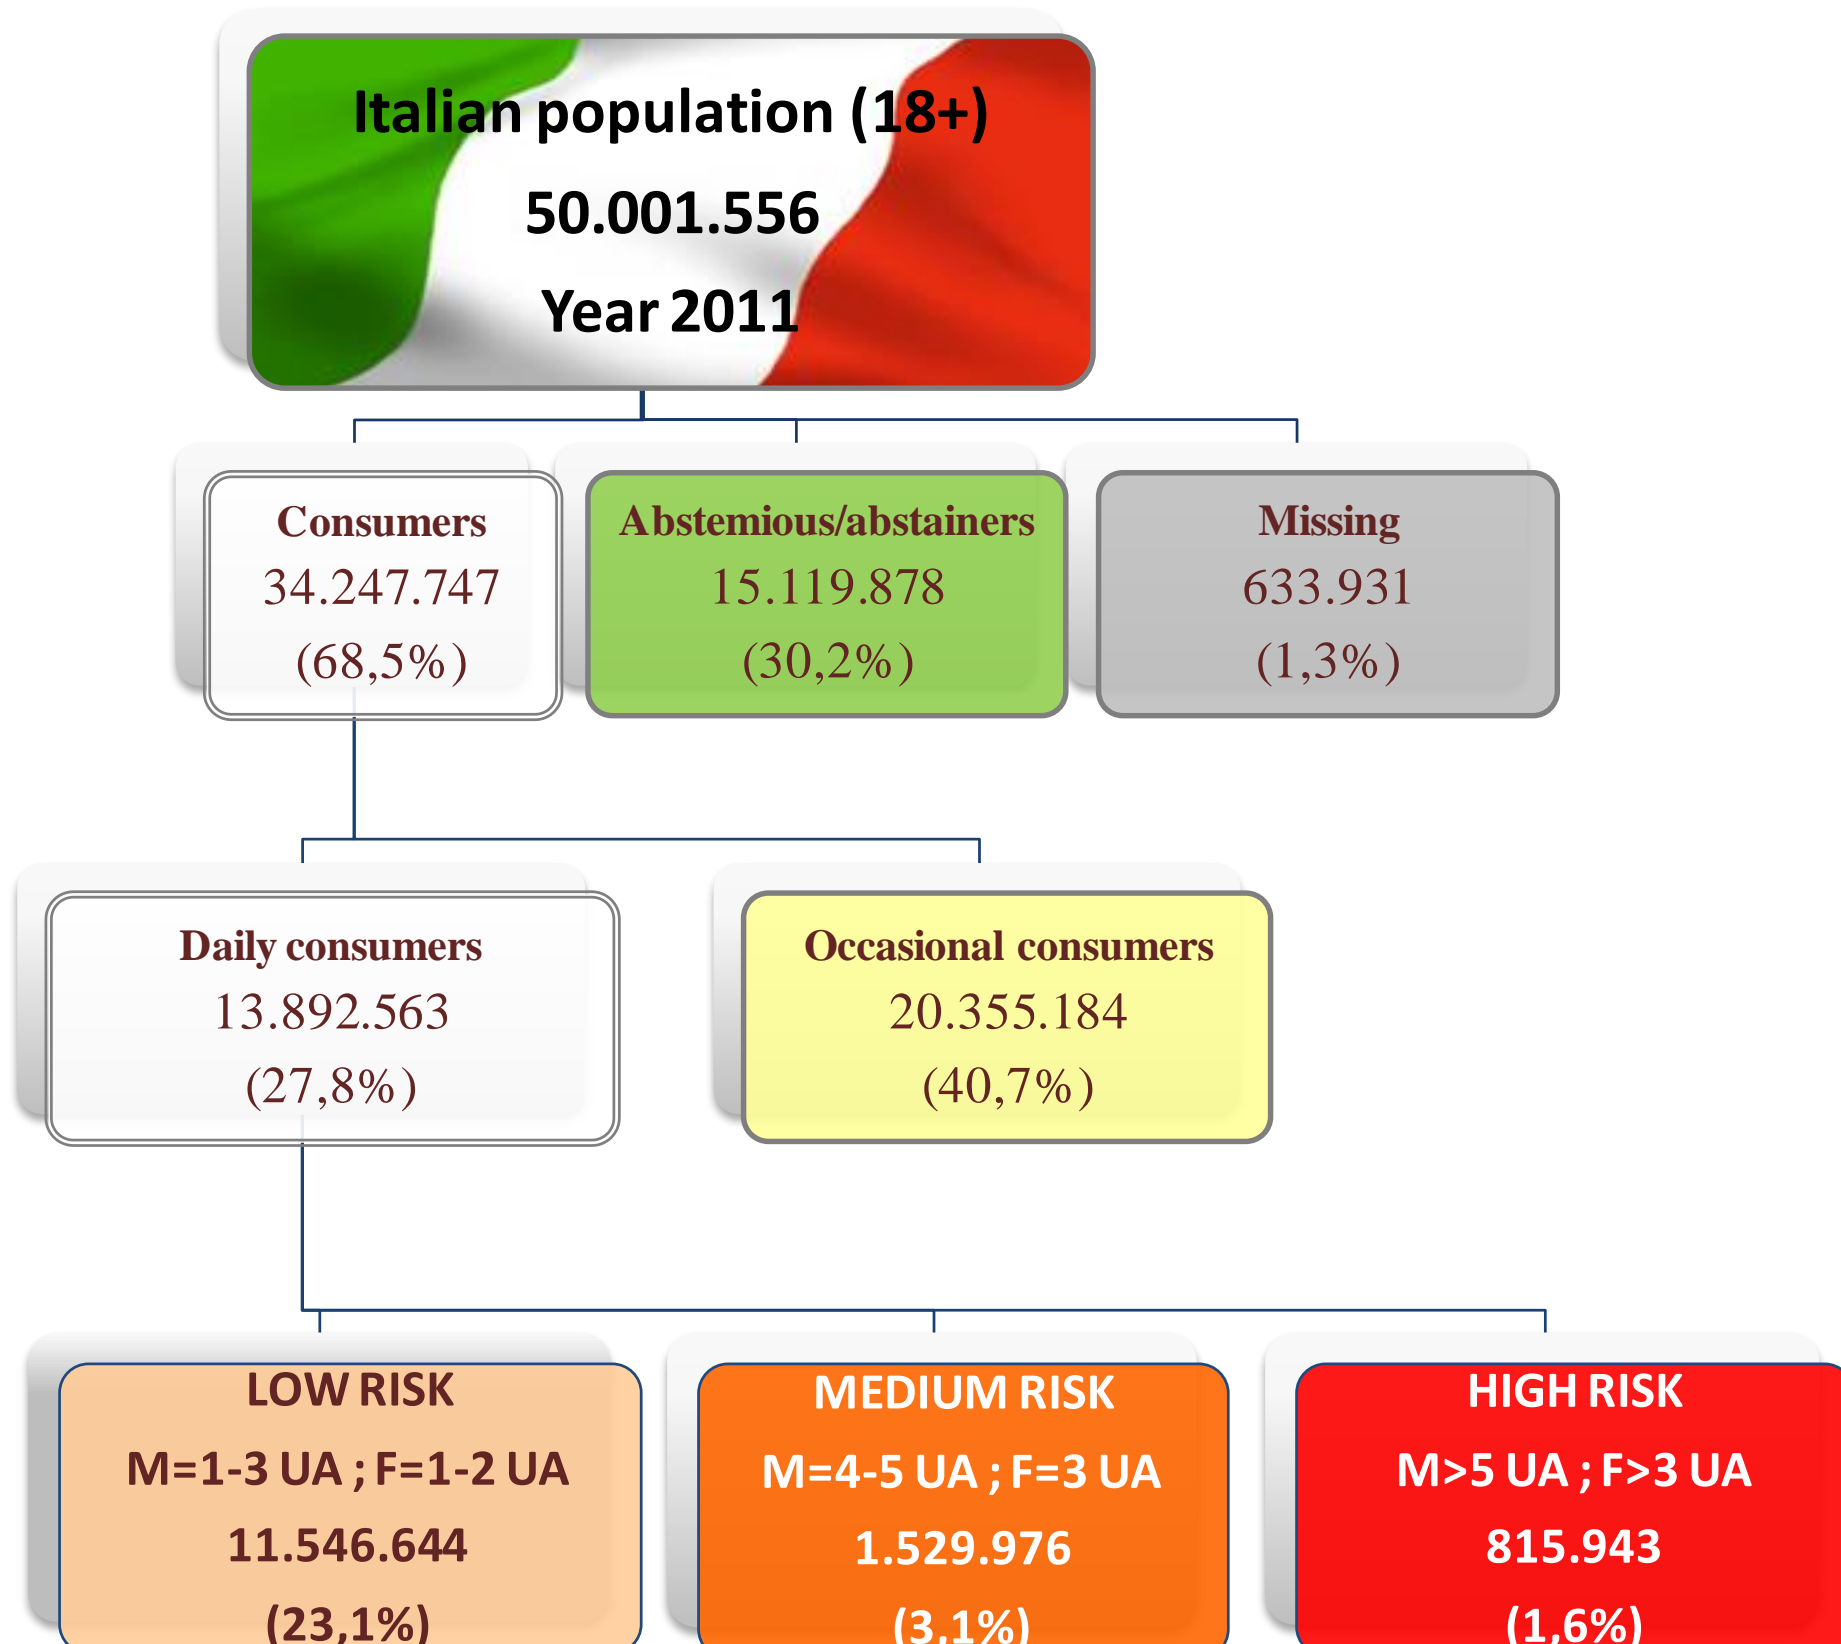 Italian population (18+)
50.001.556
Year 2011
Consumers
34.247.747
(68,5%)
Abstemious/abstainers
15.119.878
(30,2%)
Missing
633.931
(1,3%)
Daily consumers
13.892.563
(27,8%)
Occasional consumers
20.355.184
(40,7%)
LOW RISK
M=1-3 UA ; F=1-2 UA
11.546.644
(23,1%)
MEDIUM RISK
M=4-5 UA ; F=3 UA
1.529.976
(3,1%)
HIGH RISK
M>5 UA ; F>3 UA
815.943
(1,6%)